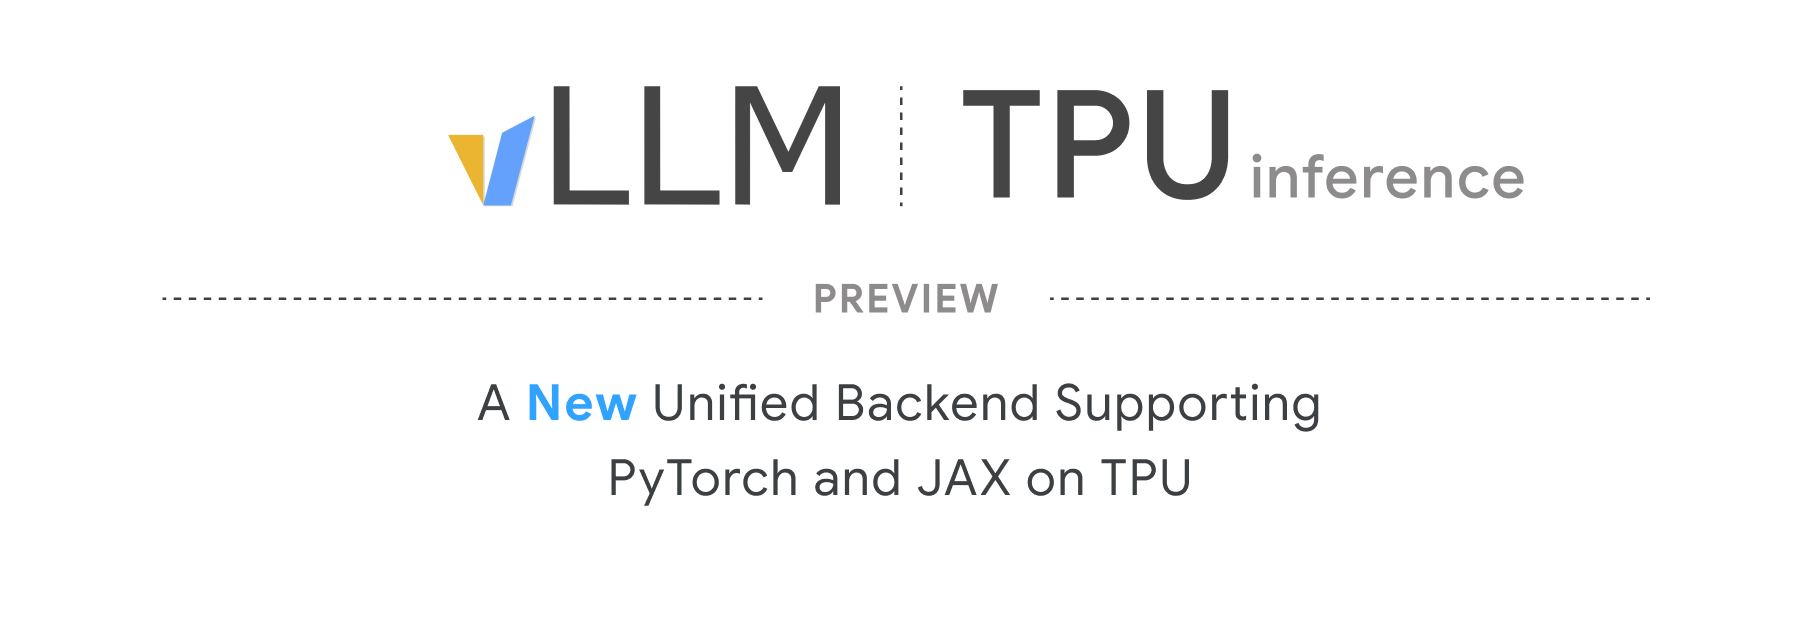 vLLM TPU inference
PREVIEW
A New Unified Backend Supporting
PyTorch and JAX on TPU